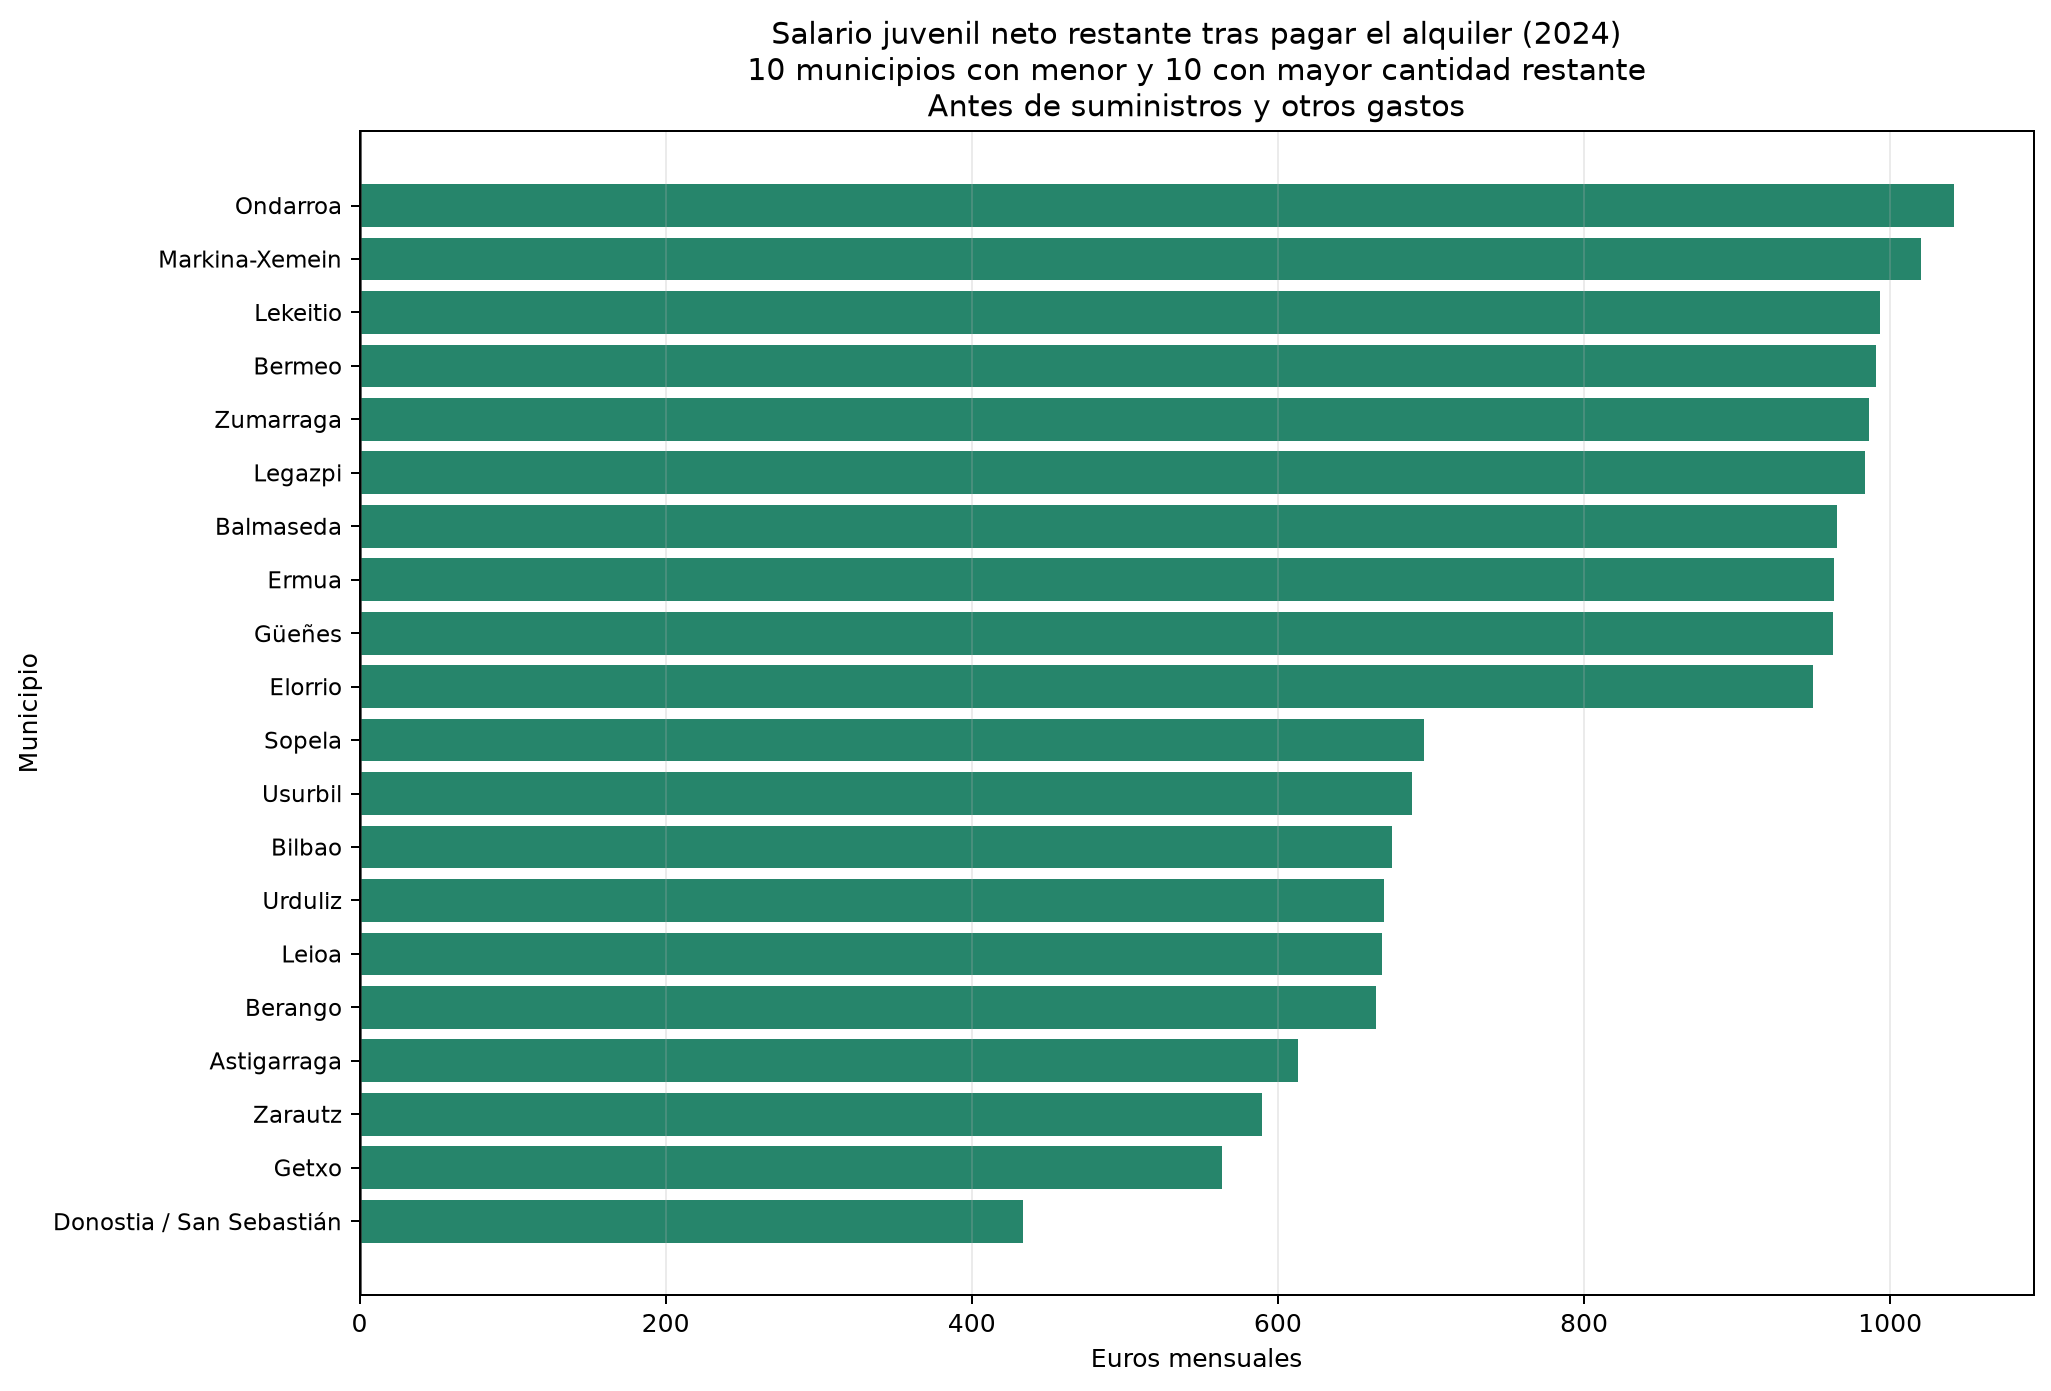 Salario juvenil neto restante tras pagar el alquiler (2024)
10 municipios con menor y 10 con mayor cantidad restante
Antes de suministros y otros gastos
Municipio
Ondarroa
Markina-Xemein
Lekeitio
Bermeo
Zumarraga
Legazpi
Balmaseda
Ermua
Güeñes
Elorrio
Sopela
Usurbil
Bilbao
Urduliz
Leioa
Berango
Astigarraga
Zarautz
Getxo
Donostia / San Sebastián
0 200 400 600 800 1000
Euros mensuales